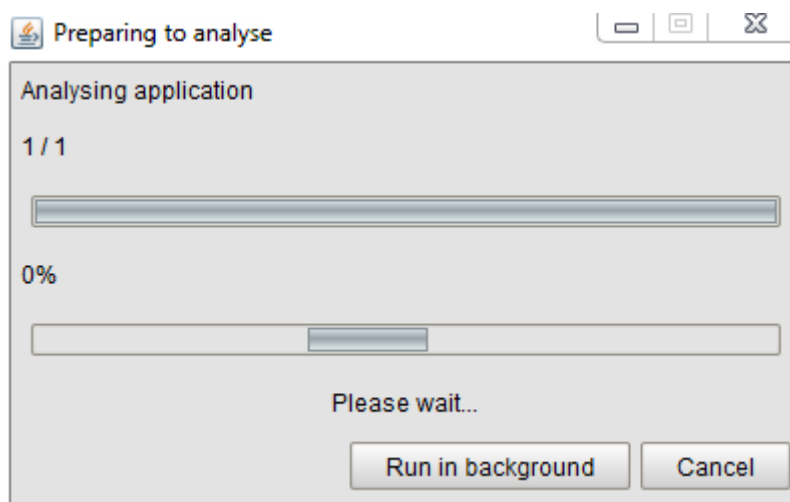 Preparing to analyse
Analysing application
1 / 1
0%
Please wait...
Run in background Cancel